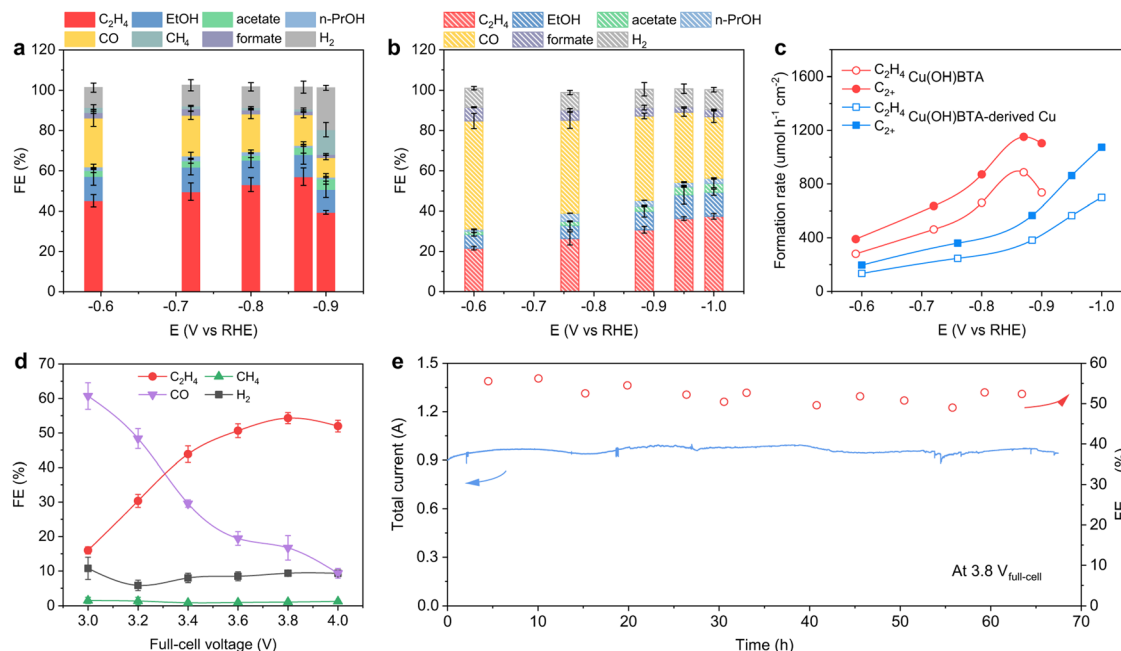 C₂H₄ EtOH acetate n-PrOH
a CO CH₄ formate H₂
120
100
80
60
40
20
0
FE (%)
-0.6 -0.7 -0.8 -0.9
E (V vs RHE)
C₂H₄ EtOH acetate n-PrOH
b CO formate H₂
120
100
80
60
40
20
0
FE (%)
-0.6 -0.7 -0.8 -0.9 -1.0
E (V vs RHE)
c
C₂H₄ Cu(OH)BTA
C₂₊
C₂H₄ Cu(OH)BTA-derived Cu
C₂₊
1600
1200
800
400
0
Formation rate (umol h⁻¹ cm⁻²)
-0.6 -0.7 -0.8 -0.9 -1.0
E (V vs RHE)
d
C₂H₄ CH₄
CO H₂
70
60
50
40
30
20
10
0
FE (%)
3.0 3.2 3.4 3.6 3.8 4.0
Full-cell voltage (V)
e
1.5
1.2
0.9
0.6
0.3
0.0
Total current (A)
At 3.8 V_full-cell
60
50
40
30
20
10
0
FE (%)
0 10 20 30 40 50 60 70
Time (h)